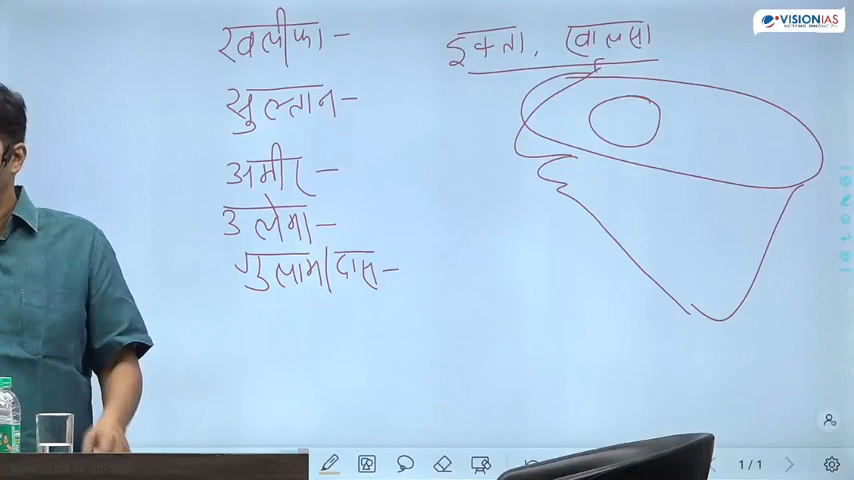 VISIONIAS
खलीफा -
इक्ता, खालसा
सुल्तान -
अमीर -
उलेमा -
गुलाम/दास -
1/1